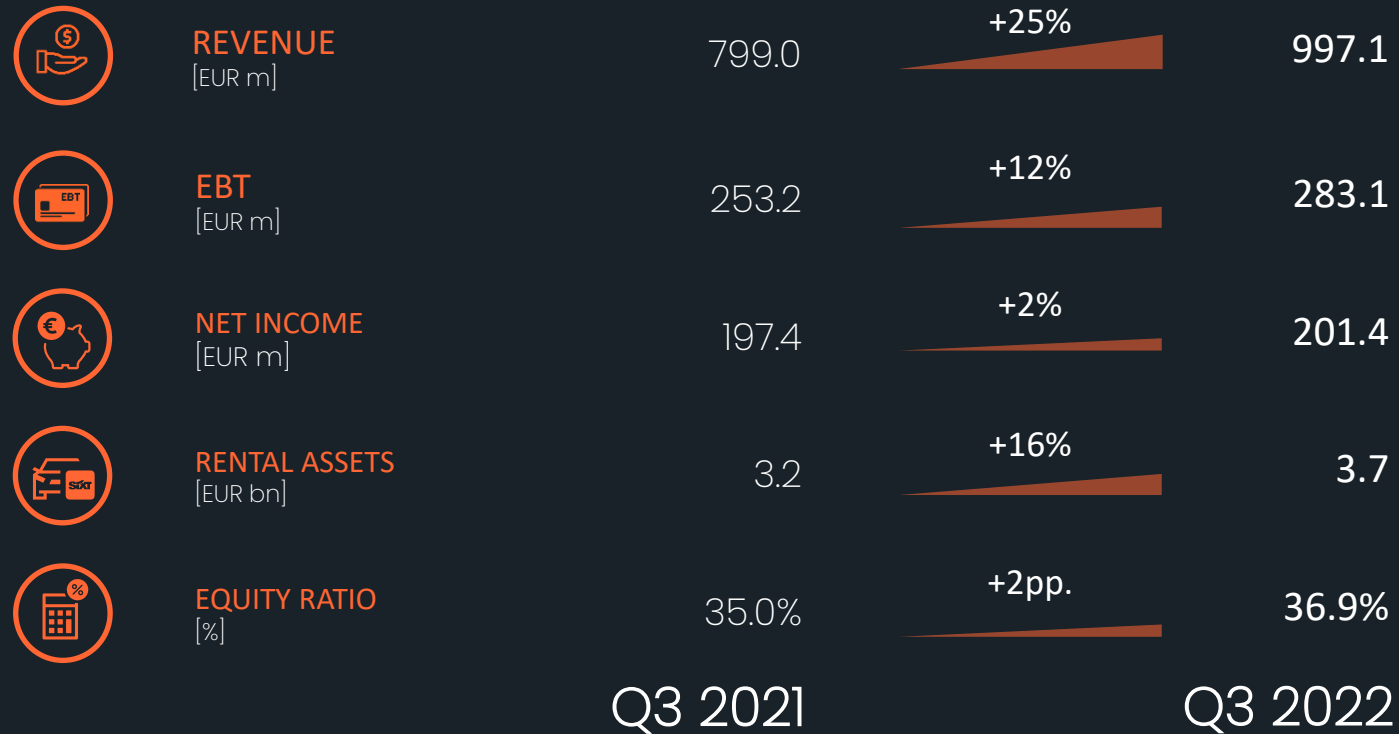 REVENUE
[EUR m]
799.0
+25%
997.1
EBT
EBT
[EUR m]
253.2
+12%
283.1
NET INCOME
[EUR m]
197.4
+2%
201.4
SIXT
RENTAL ASSETS
[EUR bn]
3.2
+16%
3.7
EQUITY RATIO
[%]
35.0%
+2pp.
36.9%
Q3 2021
Q3 2022